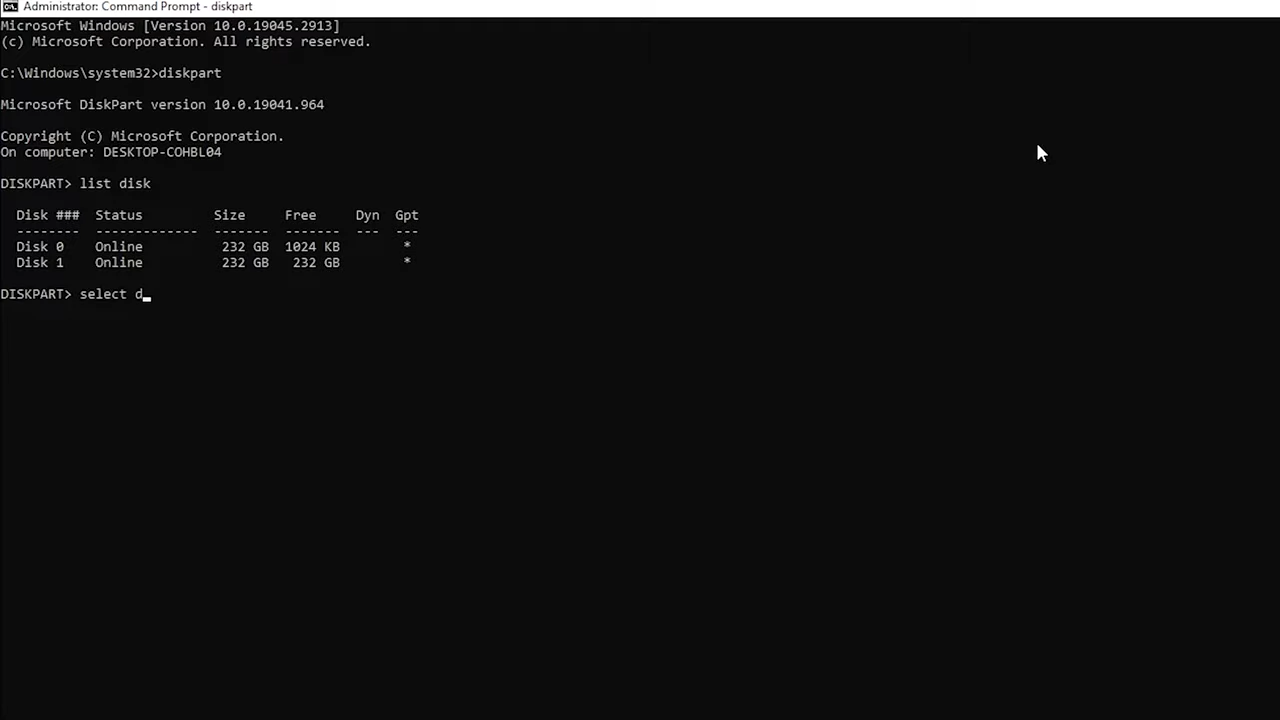 Administrator: Command Prompt - diskpart
Microsoft Windows [Version 10.0.19045.2913]
(c) Microsoft Corporation. All rights reserved.
C:\Windows\system32>diskpart
Microsoft DiskPart version 10.0.19041.964
Copyright (C) Microsoft Corporation.
On computer: DESKTOP-COHBL04
DISKPART> list disk
  Disk ###  Status         Size     Free     Dyn  Gpt
  --------  -------------  -------  -------  ---  ---
  Disk 0    Online          232 GB  1024 KB        *
  Disk 1    Online          232 GB   232 GB        *
DISKPART> select d